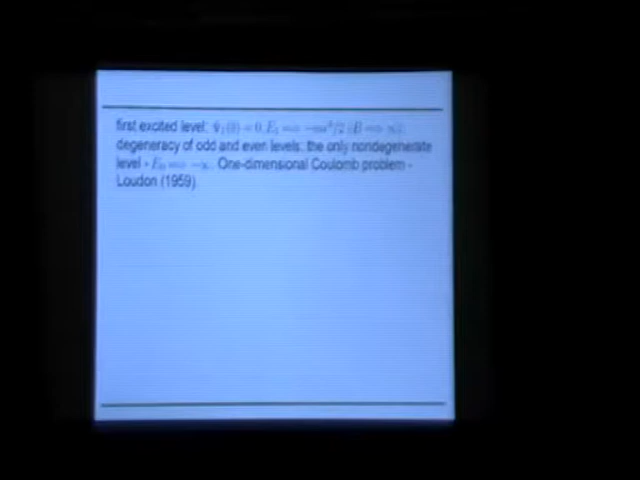 first excited level: Ψ₁(0) = 0, E₁ ⟹ −mα²/2 (B ⟹ ∞);
degeneracy of odd and even levels; the only nondegenerate
level - E₀ ⟹ −∞. One-dimensional Coulomb problem -
Loudon (1959).